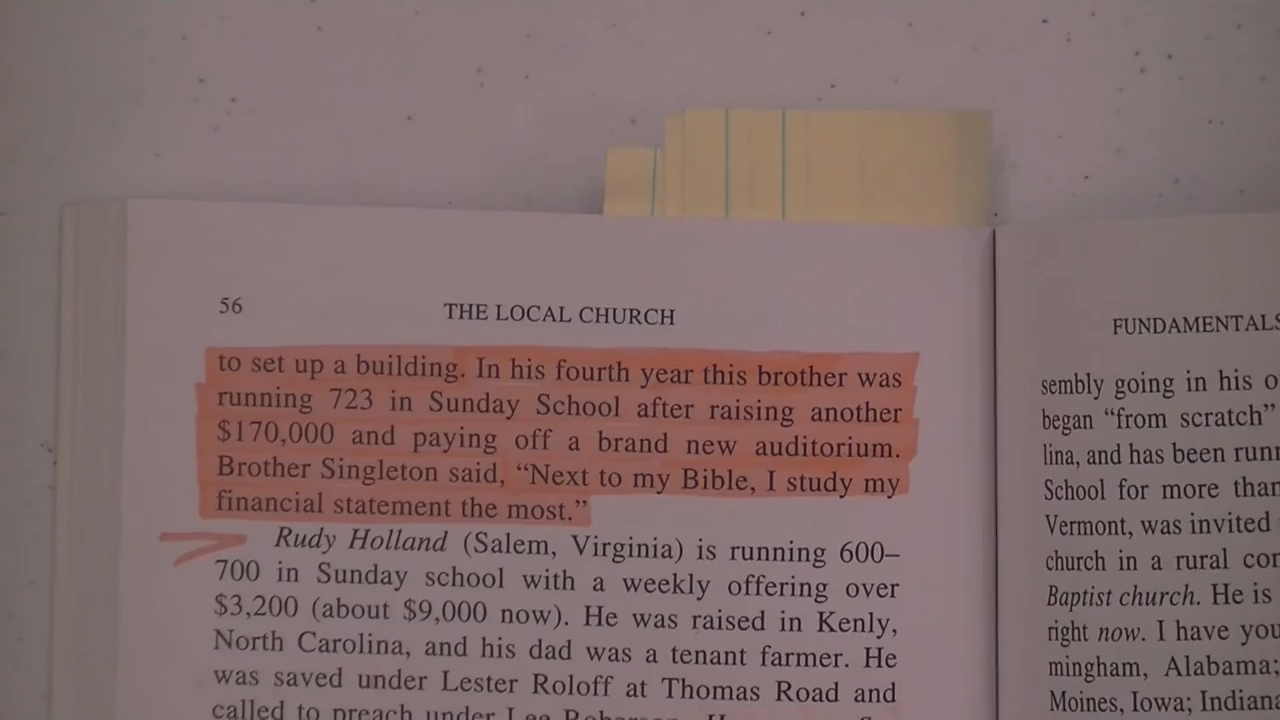 56
THE LOCAL CHURCH
to set up a building. In his fourth year this brother was
running 723 in Sunday School after raising another
$170,000 and paying off a brand new auditorium.
Brother Singleton said, “Next to my Bible, I study my
financial statement the most.”
Rudy Holland (Salem, Virginia) is running 600–
700 in Sunday school with a weekly offering over
$3,200 (about $9,000 now). He was raised in Kenly,
North Carolina, and his dad was a tenant farmer. He
was saved under Lester Roloff at Thomas Road and
called to preach under Lee
FUNDAMENTALS
sembly going in his o
began “from scratch”
lina, and has been runn
School for more than
Vermont, was invited
church in a rural con
Baptist church. He is
right now. I have you
mingham, Alabama;
Moines, Iowa; Indiana